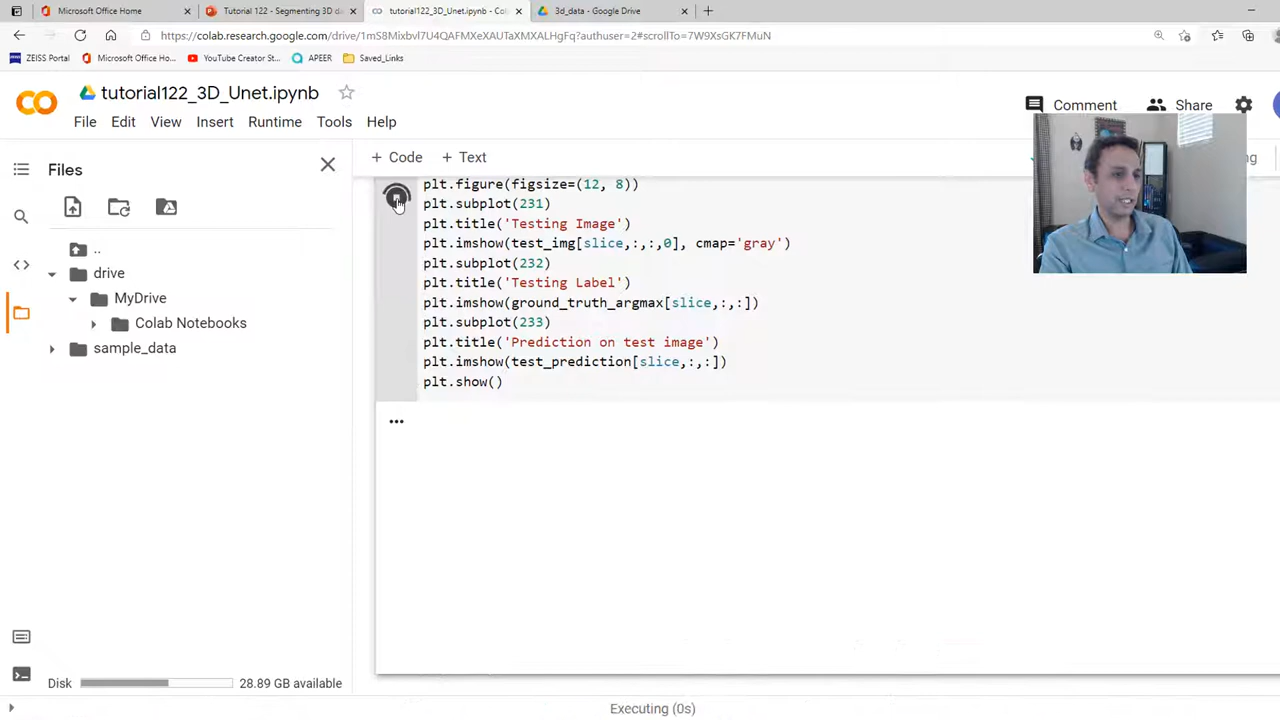 Microsoft Office Home
Tutorial 122 - Segmenting 3D da
tutorial122_3D_Unet.ipynb - Co
3d_data - Google Drive
https://colab.research.google.com/drive/1mS8Mixbvl7U4QAFMXeXAUTaXMXALHgFq?authuser=2#scrollTo=7W9XsGK7FMuN
ZEISS Portal
Microsoft Office Ho...
YouTube Creator St...
APEER
Saved_Links
tutorial122_3D_Unet.ipynb
Comment
Share
File Edit View Insert Runtime Tools Help
Files
+ Code + Text
ng
..
drive
MyDrive
Colab Notebooks
sample_data
plt.figure(figsize=(12, 8))
plt.subplot(231)
plt.title('Testing Image')
plt.imshow(test_img[slice,:,:,0], cmap='gray')
plt.subplot(232)
plt.title('Testing Label')
plt.imshow(ground_truth_argmax[slice,:,:])
plt.subplot(233)
plt.title('Prediction on test image')
plt.imshow(test_prediction[slice,:,:])
plt.show()
...
Disk 28.89 GB available
Executing (0s)